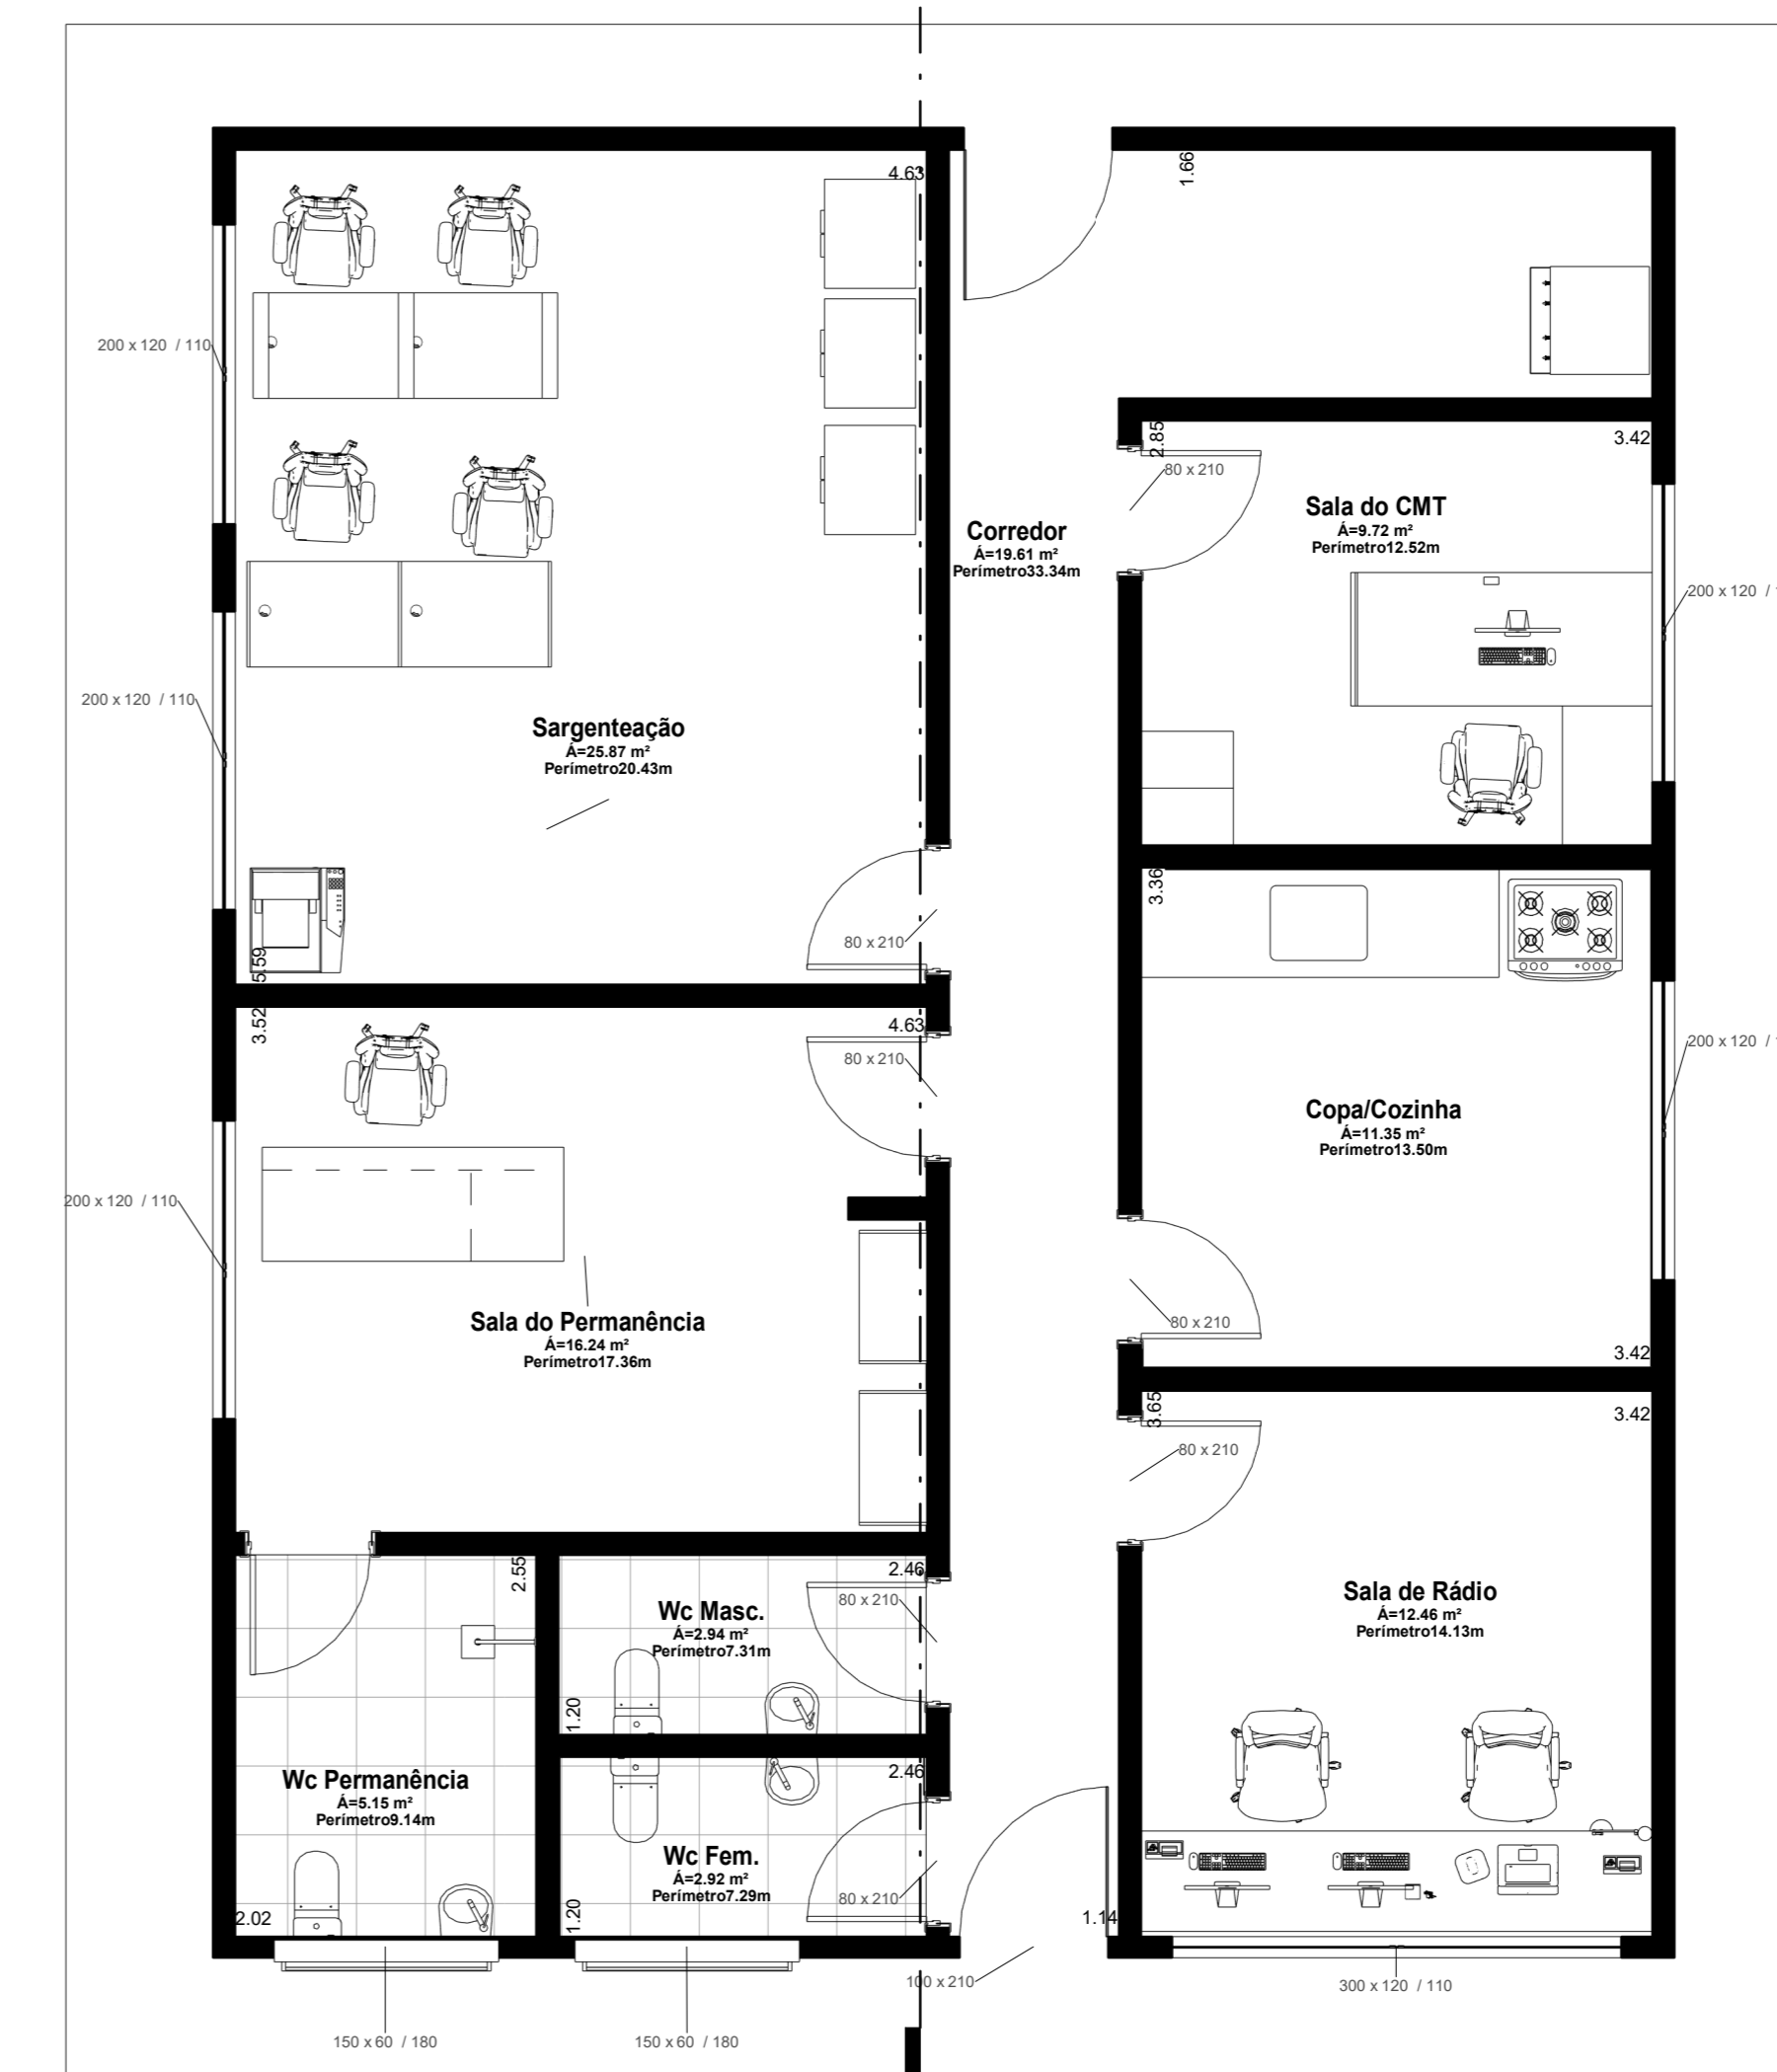 4.63
1.66
200 x 120 / 110
2.85
3.42
80 x 210
Sala do CMT
Á=9.72 m²
Perímetro12.52m
Corredor
Á=19.61 m²
Perímetro33.34m
200 x 120 /
200 x 120 / 110
Sargenteação
Á=25.87 m²
Perímetro20.43m
3.36
80 x 210
5.59
3.52
4.63
80 x 210
200 x 120 /
Copa/Cozinha
Á=11.35 m²
Perímetro13.50m
200 x 120 / 110
Sala do Permanência
Á=16.24 m²
Perímetro17.36m
80 x 210
3.42
3.65
3.42
80 x 210
2.55
2.46
80 x 210
Wc Masc.
Á=2.94 m²
Perímetro7.31m
Sala de Rádio
Á=12.46 m²
Perímetro14.13m
1.20
2.46
Wc Permanência
Á=5.15 m²
Perímetro9.14m
Wc Fem.
Á=2.92 m²
Perímetro7.29m
80 x 210
2.02
1.20
1.14
100 x 210
300 x 120 / 110
150 x 60 / 180
150 x 60 / 180